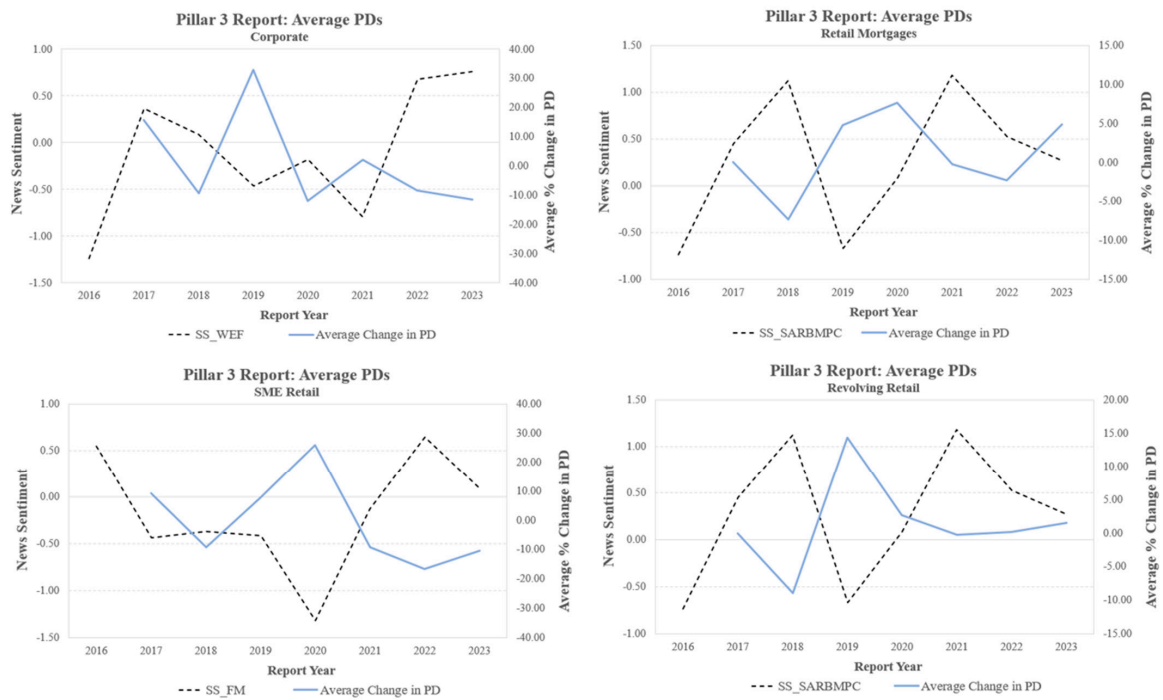 Pillar 3 Report: Average PDs
Corporate
1.00
0.50
0.00
-0.50
-1.00
-1.50
News Sentiment
40.00
30.00
20.00
10.00
0.00
-10.00
-20.00
-30.00
-40.00
Average % Change in PD
2016 2017 2018 2019 2020 2021 2022 2023
Report Year
SS_WEF Average Change in PD
Pillar 3 Report: Average PDs
Retail Mortgages
1.50
1.00
0.50
0.00
-0.50
-1.00
News Sentiment
15.00
10.00
5.00
0.00
-5.00
-10.00
-15.00
Average % Change in PD
2016 2017 2018 2019 2020 2021 2022 2023
Report Year
SS_SARBMPC Average Change in PD
Pillar 3 Report: Average PDs
SME Retail
1.00
0.50
0.00
-0.50
-1.00
-1.50
News Sentiment
40.00
30.00
20.00
10.00
0.00
-10.00
-20.00
-30.00
-40.00
Average % Change in PD
2016 2017 2018 2019 2020 2021 2022 2023
Report Year
SS_FM Average Change in PD
Pillar 3 Report: Average PDs
Revolving Retail
1.50
1.00
0.50
0.00
-0.50
-1.00
News Sentiment
20.00
15.00
10.00
5.00
0.00
-5.00
-10.00
-15.00
Average % Change in PD
2016 2017 2018 2019 2020 2021 2022 2023
Report Year
SS_SARBMPC Average Change in PD